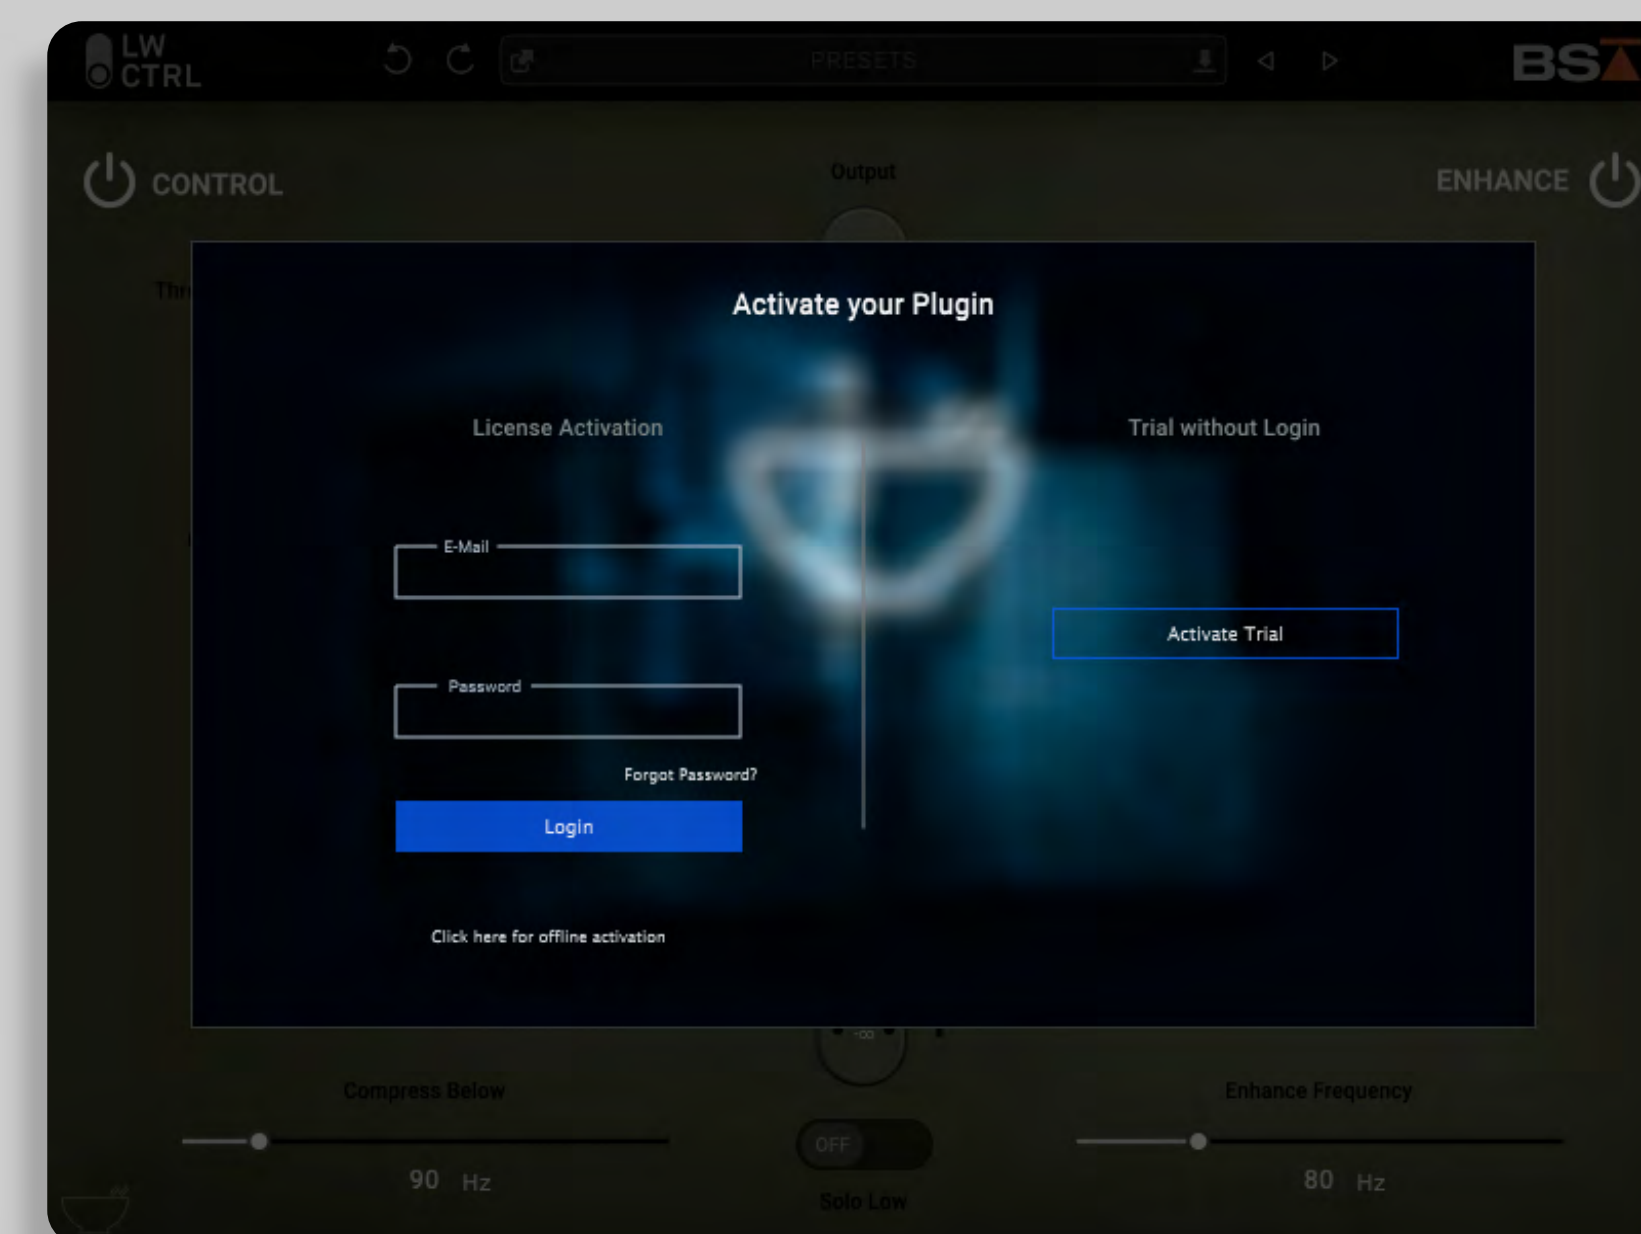 LW
CTRL
PRESETS
BS
CONTROL
Output
ENHANCE
Activate your Plugin
License Activation
Trial without Login
E-Mail
Activate Trial
Password
Forgot Password?
Login
Click here for offline activation
-∞
Compress Below
Enhance Frequency
OFF
90 Hz
80 Hz
Solo Low